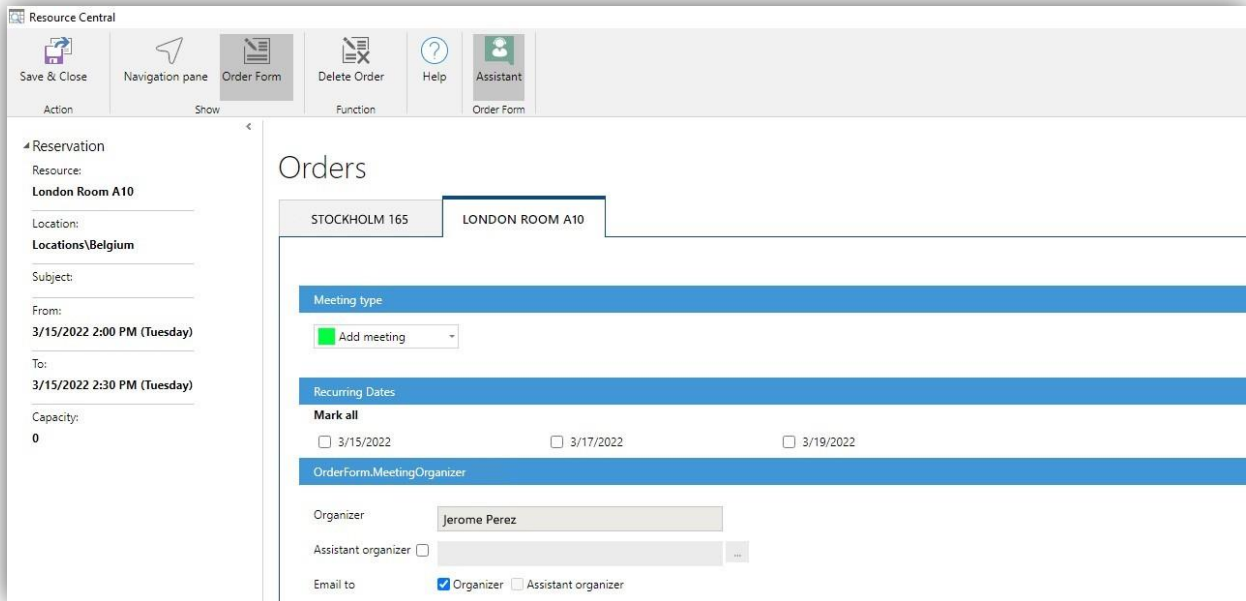 Resource Central
Save & Close
Navigation pane
Order Form
Delete Order
Help
Assistant
Action
Show
Function
Order Form
Reservation
Resource:
London Room A10
Location:
Locations\Belgium
Subject:
From:
3/15/2022 2:00 PM (Tuesday)
To:
3/15/2022 2:30 PM (Tuesday)
Capacity:
0
Orders
STOCKHOLM 165
LONDON ROOM A10
Meeting type
Add meeting
Recurring Dates
Mark all
3/15/2022 3/17/2022 3/19/2022
OrderForm.MeetingOrganizer
Organizer Jerome Perez
Assistant organizer ...
Email to Organizer Assistant organizer